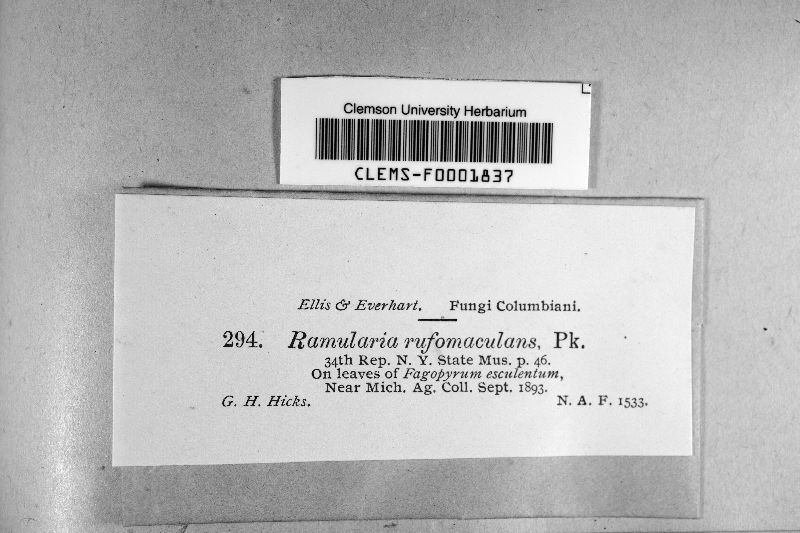 Clemson University Herbarium
CLEMS-F0001837
Ellis & Everhart. Fungi Columbiani.
294. Ramularia rufomaculans, Pk.
34th Rep. N. Y. State Mus. p. 46.
On leaves of Fagopyrum esculentum,
Near Mich. Ag. Coll. Sept. 1893.
G. H. Hicks. N. A. F. 1533.